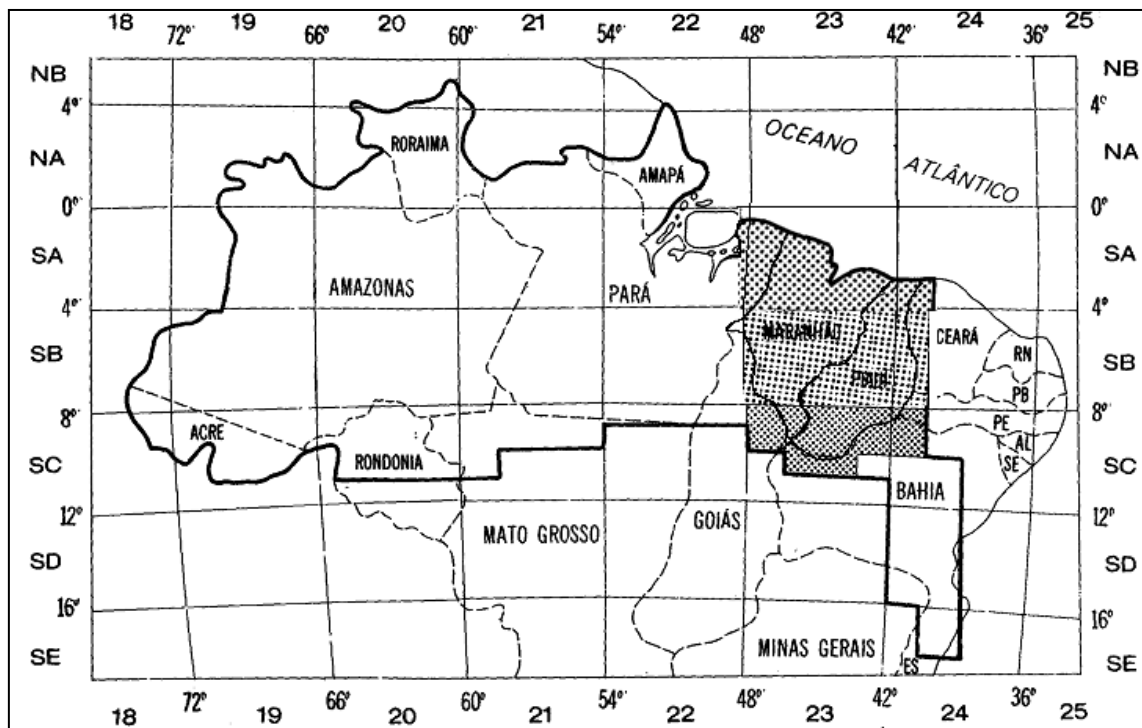 18 19 20 21 22 23 24 25
72° 66° 60° 54° 48° 42° 36°
NB NB
4° 4°
OCEANO
RORAIMA
NA AMAPÁ NA
ATLÂNTICO
0° 0°
SA SA
AMAZONAS PARÁ
4° 4°
MARANHÃO CEARÁ
SB RN SB
PB
8° 8°
ACRE PE
RONDONIA AL
SC SE SC
BAHIA
12° MATO GROSSO GOIÁS 12°
SD SD
16° 16°
MINAS GERAIS
SE ES SE
72° 66° 60° 54° 48° 42° 36°
18 19 20 21 22 23 24 25